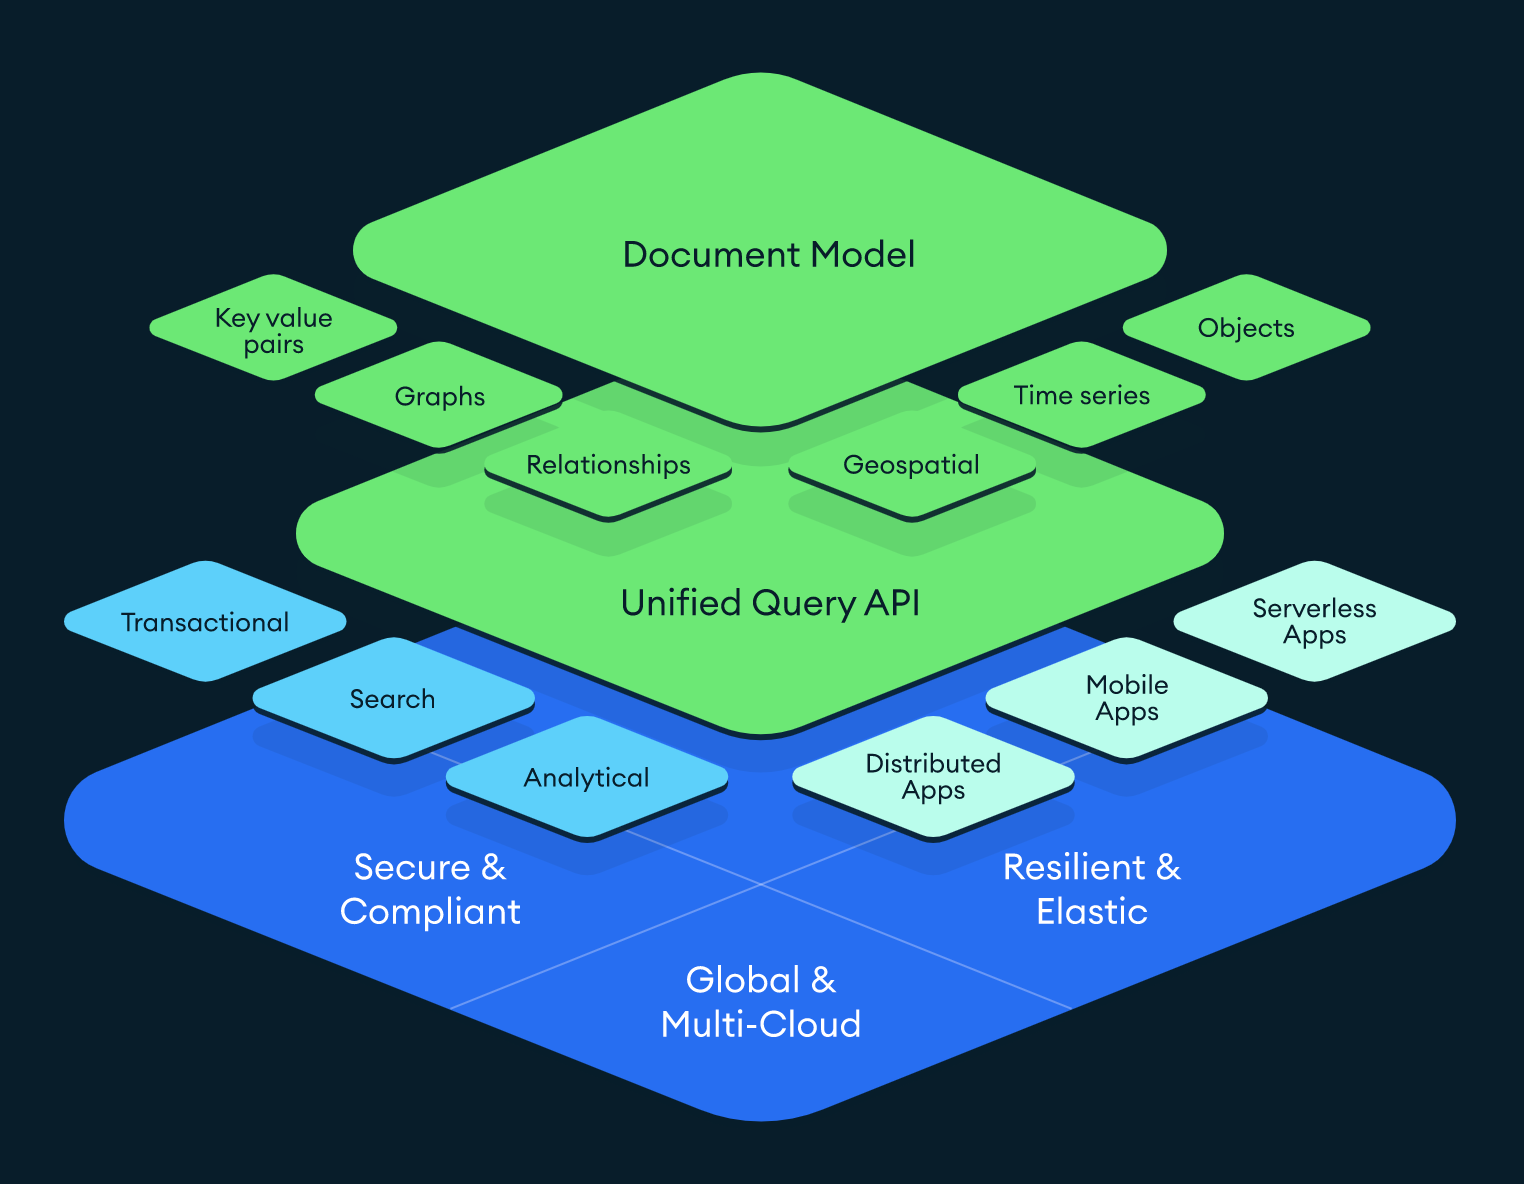 Document Model
Key value
pairs
Objects
Graphs
Time series
Relationships
Geospatial
Unified Query API
Transactional
Serverless
Apps
Search
Mobile
Apps
Analytical
Distributed
Apps
Secure &
Compliant
Resilient &
Elastic
Global &
Multi-Cloud